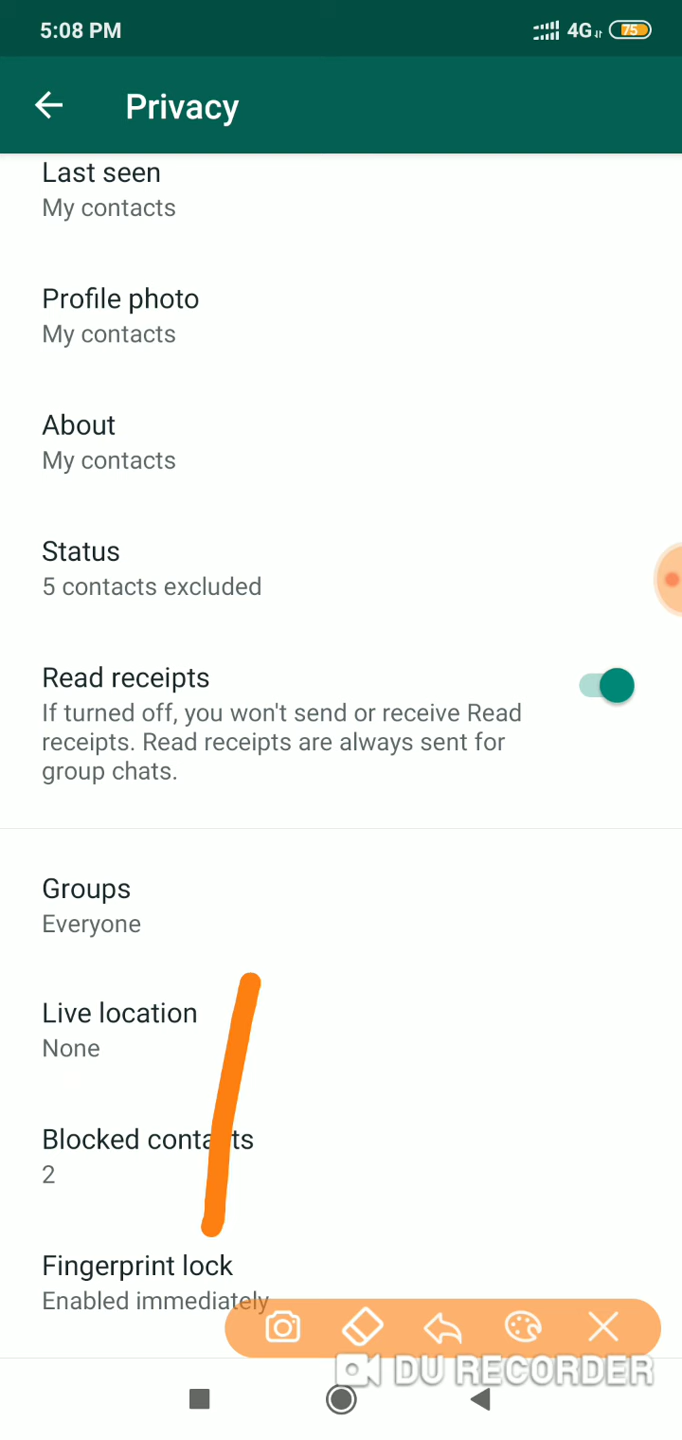 5:08 PM
4G
75
Privacy
Last seen
My contacts
Profile photo
My contacts
About
My contacts
Status
5 contacts excluded
Read receipts
If turned off, you won't send or receive Read
receipts. Read receipts are always sent for
group chats.
Groups
Everyone
Live location
None
Blocked contacts
2
Fingerprint lock
Enabled immediately
DU RECORDER